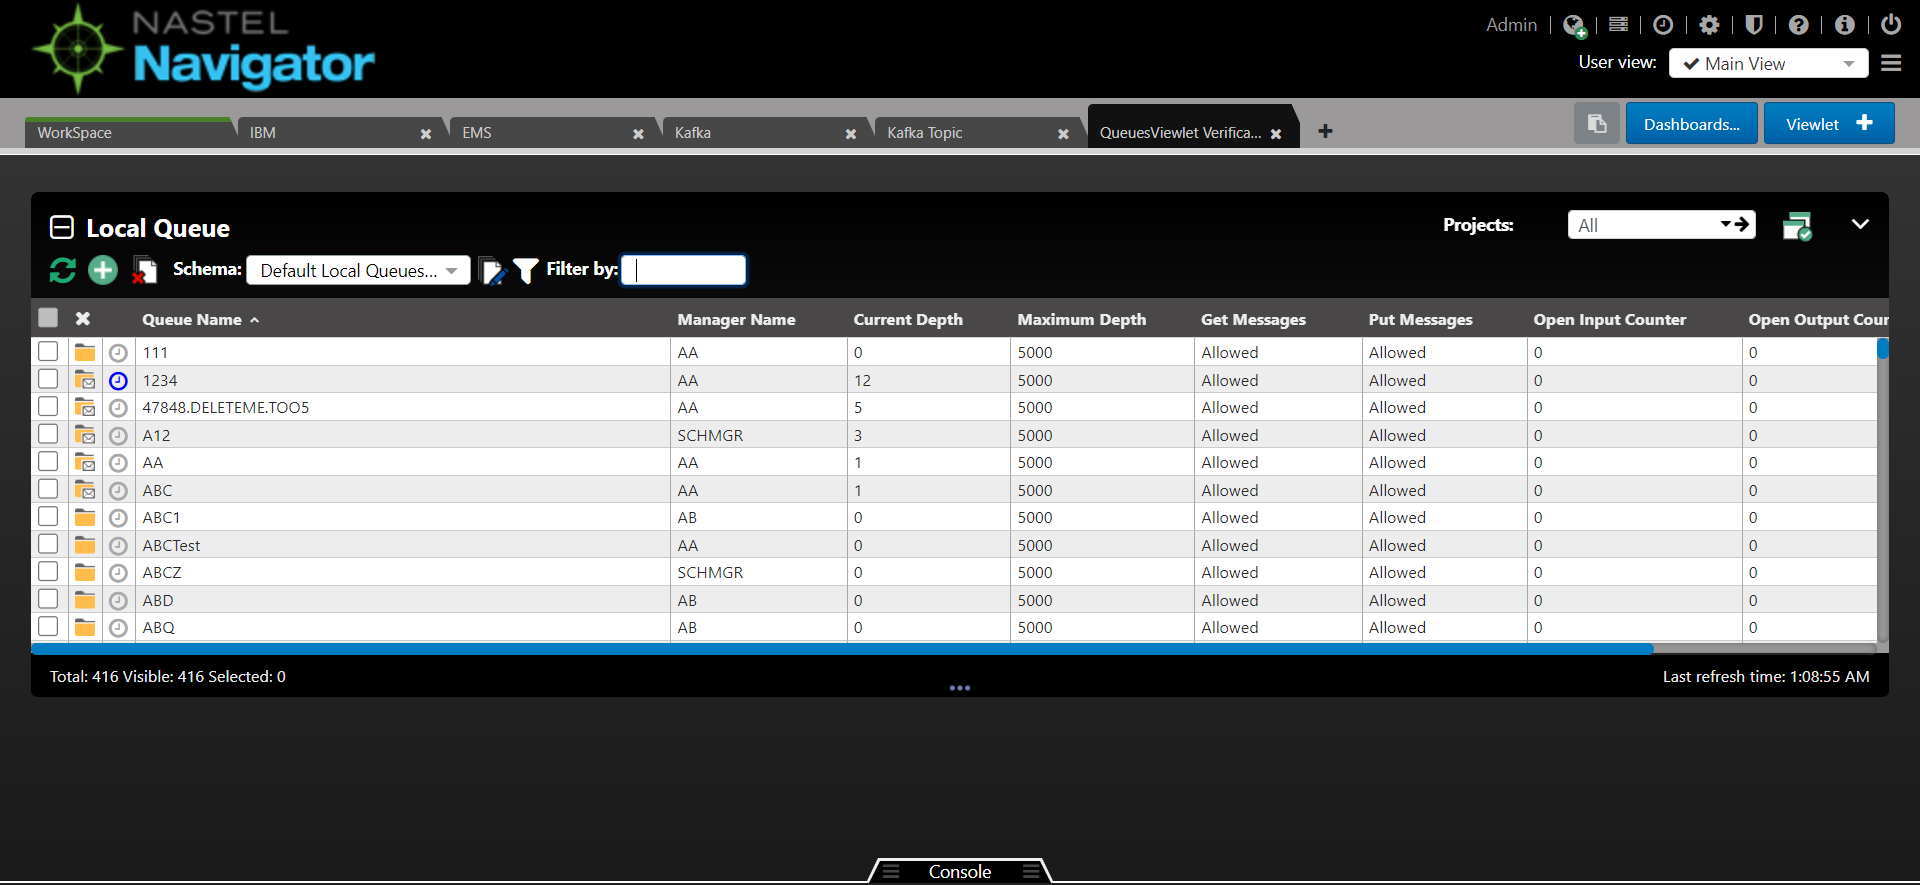 NASTEL
Navigator
Admin
User view: Main View
WorkSpace IBM EMS Kafka Kafka Topic QueuesViewlet Verifica... Dashboards... Viewlet
Local Queue Projects: All
Schema: Default Local Queues... Filter by:
Queue Name Manager Name Current Depth Maximum Depth Get Messages Put Messages Open Input Counter Open Output Coun
111 AA 0 5000 Allowed Allowed 0 0
1234 AA 12 5000 Allowed Allowed 0 0
47848.DELETEME.TOO5 AA 5 5000 Allowed Allowed 0 0
A12 SCHMGR 3 5000 Allowed Allowed 0 0
AA AA 1 5000 Allowed Allowed 0 0
ABC AA 1 5000 Allowed Allowed 0 0
ABC1 AB 0 5000 Allowed Allowed 0 0
ABCTest AA 0 5000 Allowed Allowed 0 0
ABCZ SCHMGR 0 5000 Allowed Allowed 0 0
ABD AB 0 5000 Allowed Allowed 0 0
ABQ AB 0 5000 Allowed Allowed 0 0
Total: 416 Visible: 416 Selected: 0 Last refresh time: 1:08:55 AM
Console